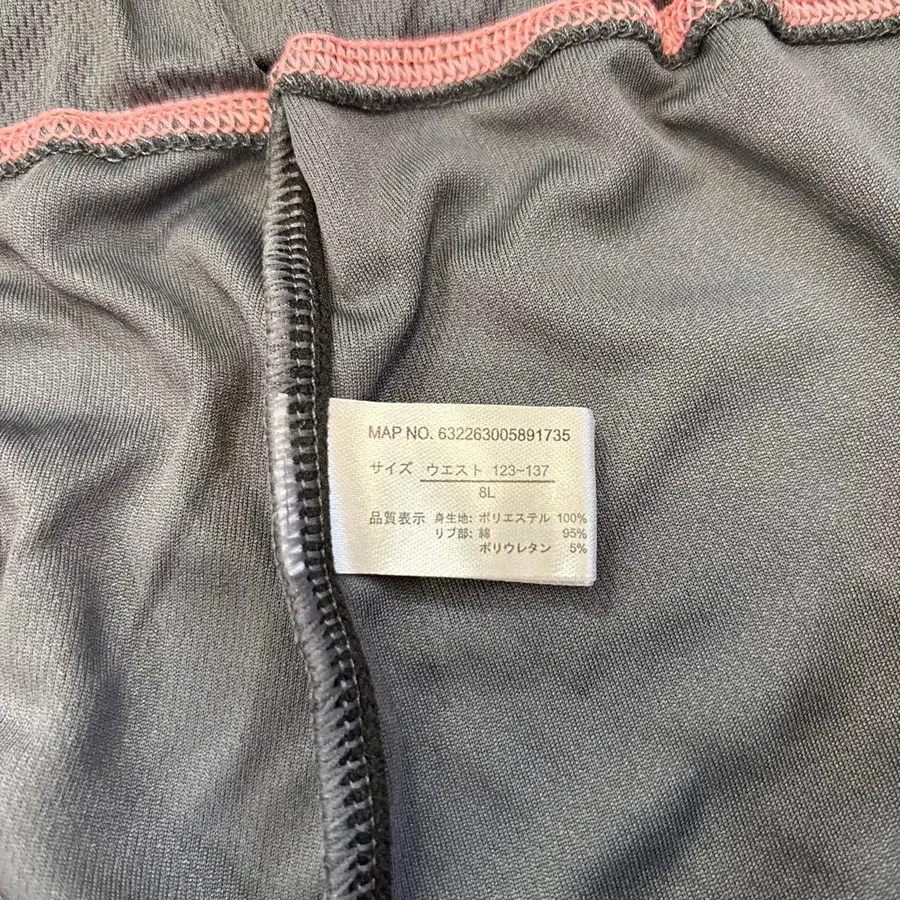 MAP NO. 632263005891735
サイズ ウエスト 123~137
8L
品質表示 身生地: ポリエステル 100%
リブ部: 綿 95%
ポリウレタン 5%